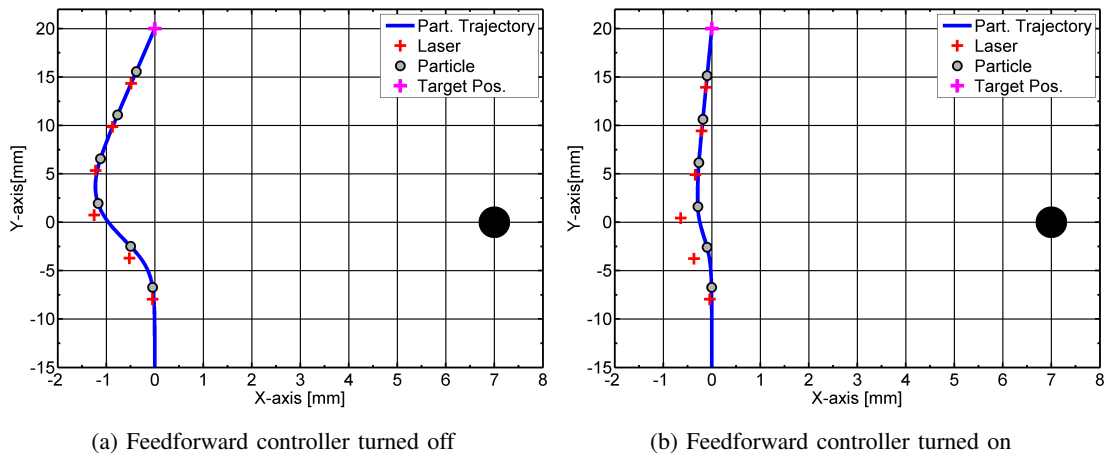 Part. Trajectory
Laser
Particle
Target Pos.
20
15
10
5
0
-5
-10
-15
Y-axis[mm]
-2 -1 0 1 2 3 4 5 6 7 8
X-axis [mm]
(a) Feedforward controller turned off
Part. Trajectory
Laser
Particle
Target Pos.
20
15
10
5
0
-5
-10
-15
Y-axis[mm]
-2 -1 0 1 2 3 4 5 6 7 8
X-axis [mm]
(b) Feedforward controller turned on